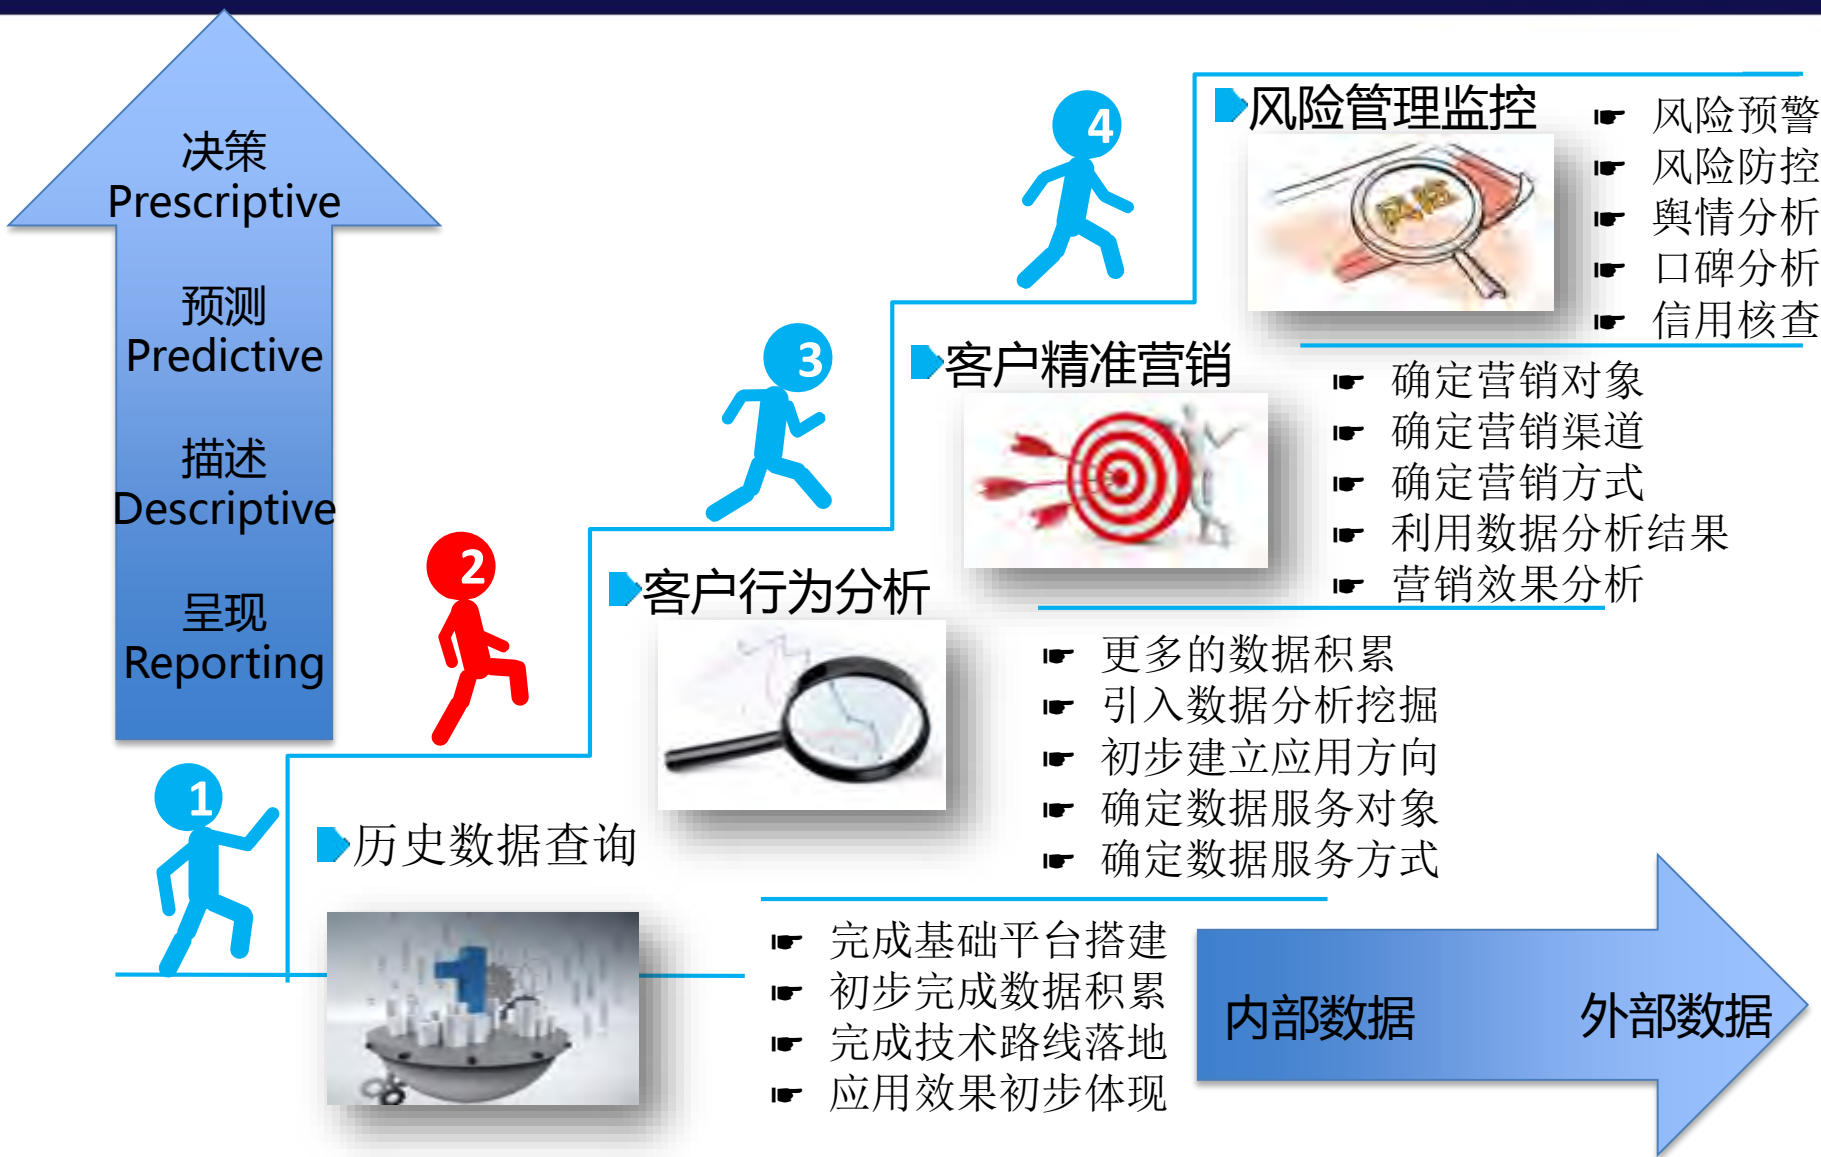 决策
Prescriptive
预测
Predictive
描述
Descriptive
呈现
Reporting
4
风险管理监控
风险
风险预警
风险防控
舆情分析
口碑分析
信用核查
3
客户精准营销
确定营销对象
确定营销渠道
确定营销方式
利用数据分析结果
营销效果分析
2
客户行为分析
更多的数据积累
引入数据分析挖掘
初步建立应用方向
确定数据服务对象
确定数据服务方式
1
历史数据查询
1
完成基础平台搭建
初步完成数据积累
完成技术路线落地
应用效果初步体现
内部数据
外部数据